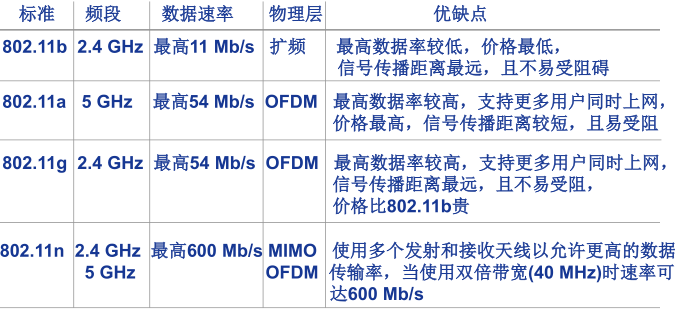 标准 频段 数据速率 物理层 优缺点
802.11b 2.4 GHz 最高11 Mb/s 扩频 最高数据率较低，价格最低，
信号传播距离最远，且不易受阻碍
802.11a 5 GHz 最高54 Mb/s OFDM 最高数据率较高，支持更多用户同时上网，
价格最高，信号传播距离较短，且易受阻
802.11g 2.4 GHz 最高54 Mb/s OFDM 最高数据率较高，支持更多用户同时上网，
信号传播距离最远，且不易受阻，
价格比802.11b贵
802.11n 2.4 GHz 最高600 Mb/s MIMO 使用多个发射和接收天线以允许更高的数据
5 GHz OFDM 传输率，当使用双倍带宽(40 MHz)时速率可
达600 Mb/s